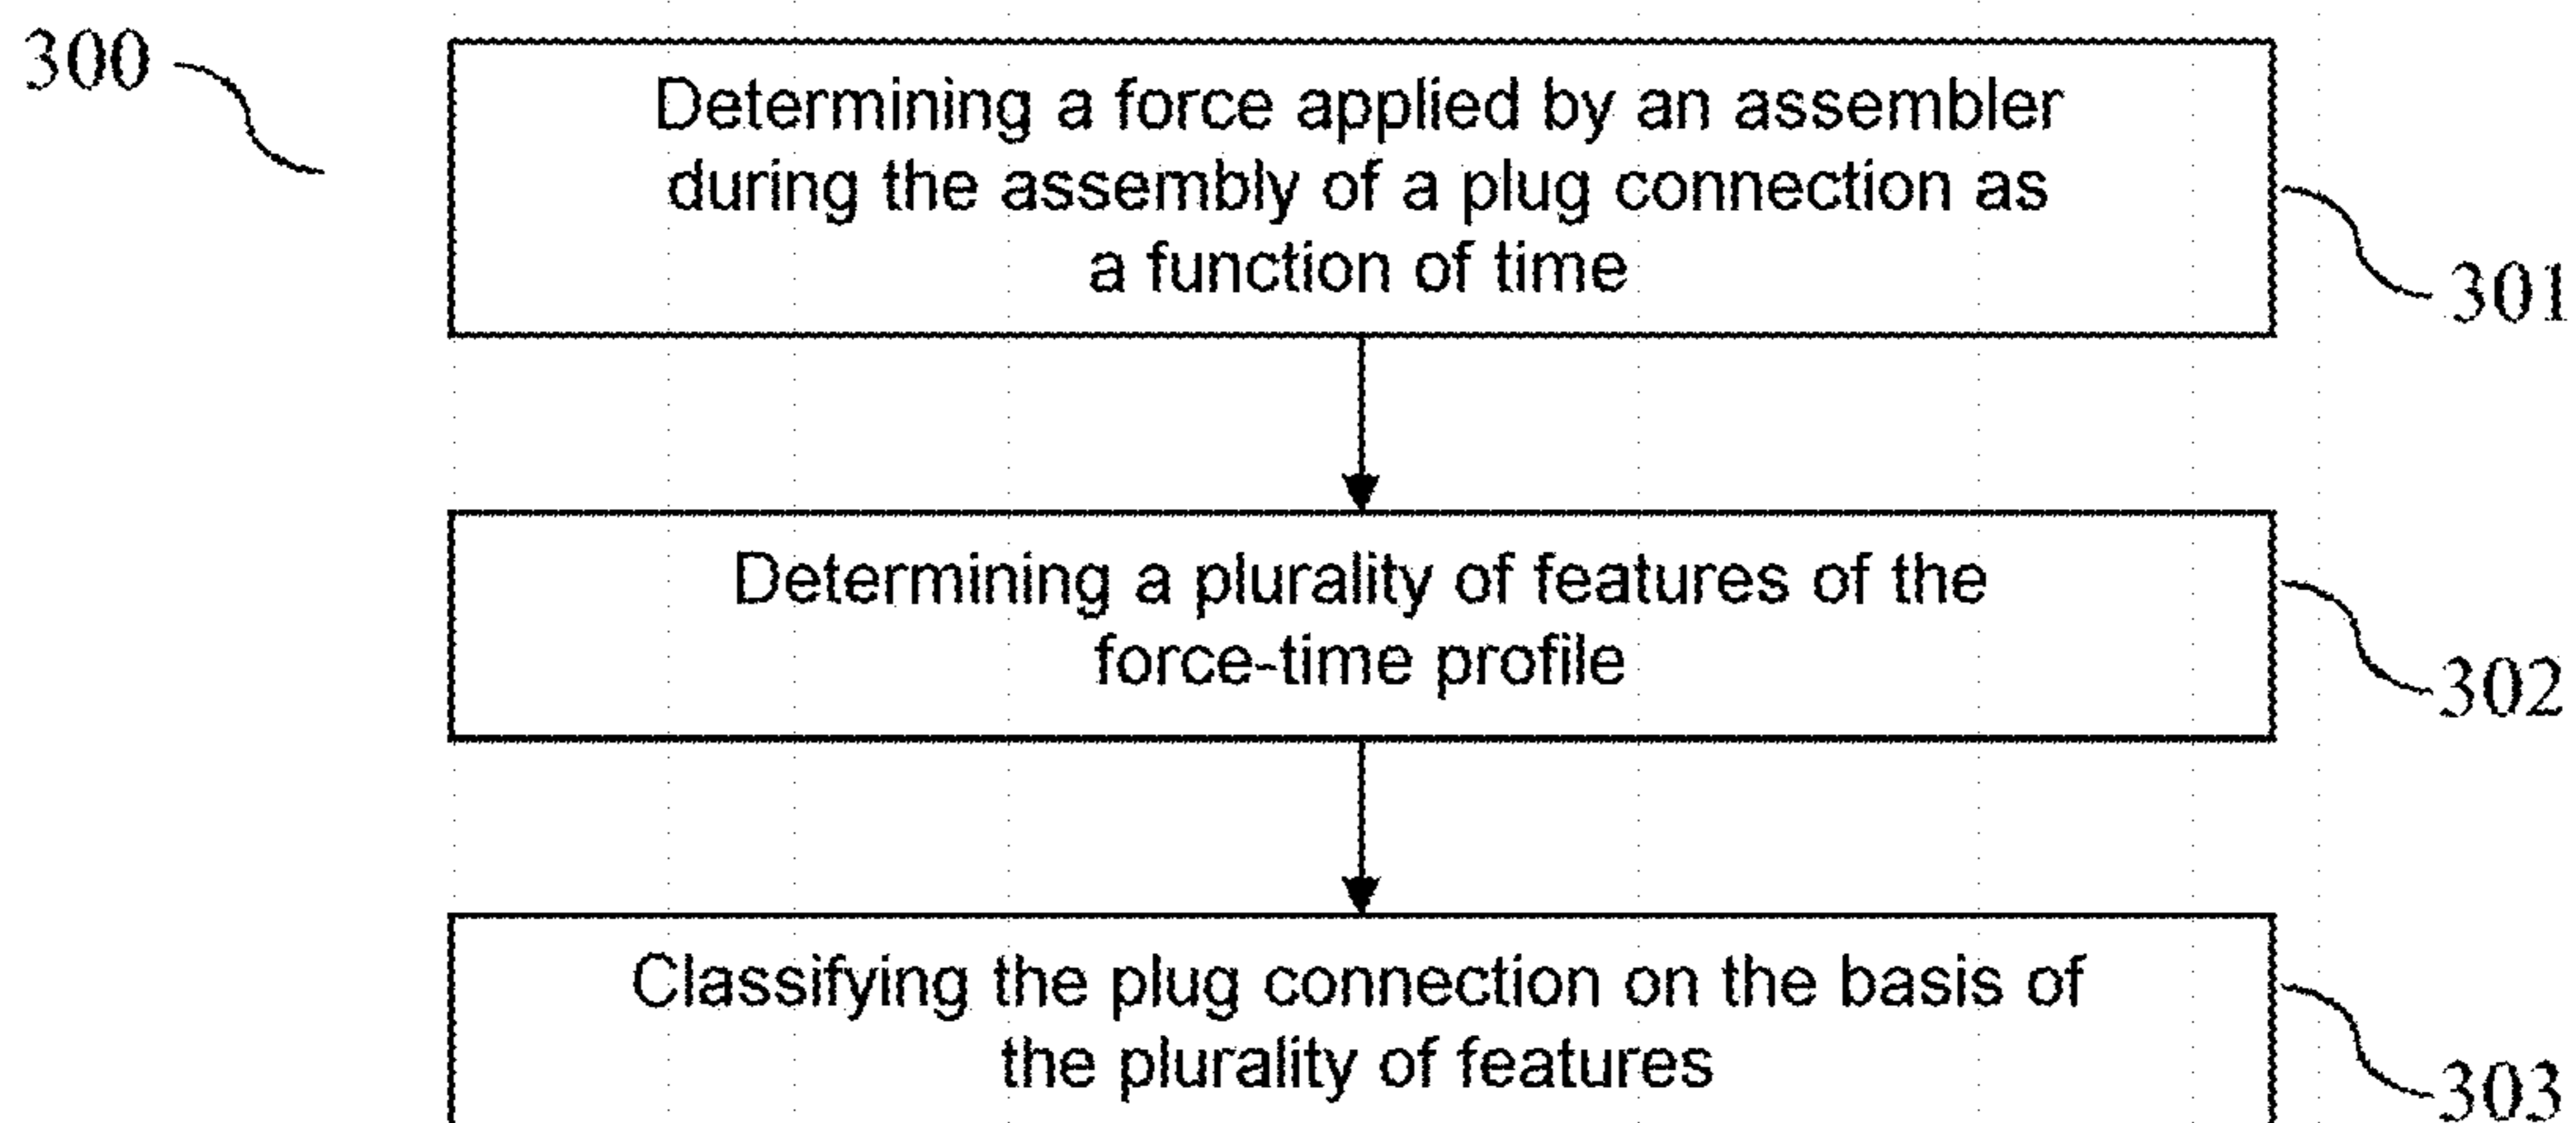 300
Determining a force applied by an assembler
during the assembly of a plug connection as
a function of time
301
Determining a plurality of features of the
force-time profile
302
Classifying the plug connection on the basis of
the plurality of features
303